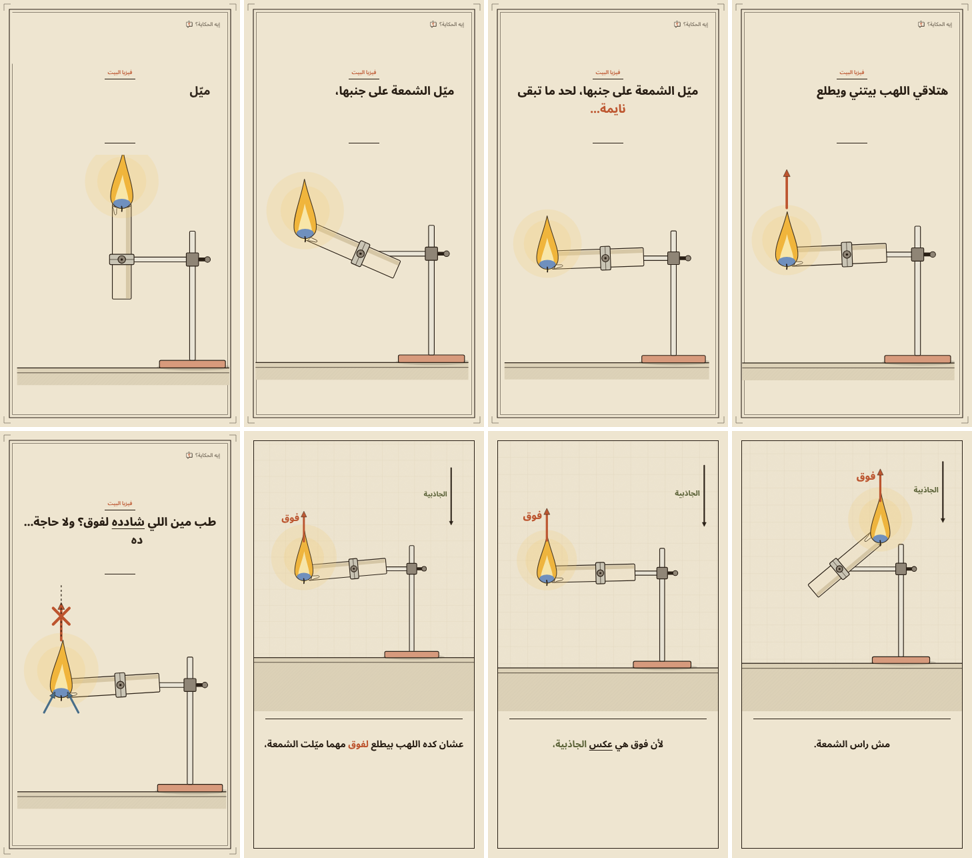 إيه الحكاية؟
فيزيا البيت
ميّل
إيه الحكاية؟
فيزيا البيت
ميّل الشمعة على جنبها،
إيه الحكاية؟
فيزيا البيت
ميّل الشمعة على جنبها، لحد ما تبقى
نايمة...
إيه الحكاية؟
فيزيا البيت
هتلاقي اللهب بيتني ويطلع
إيه الحكاية؟
فيزيا البيت
طب مين اللي شادده لفوق؟ ولا حاجة...
ده
الجاذبية
فوق
عشان كده اللهب بيطلع لفوق مهما ميّلت الشمعة،
الجاذبية
فوق
لأن فوق هي عكس الجاذبية،
فوق
الجاذبية
مش راس الشمعة.